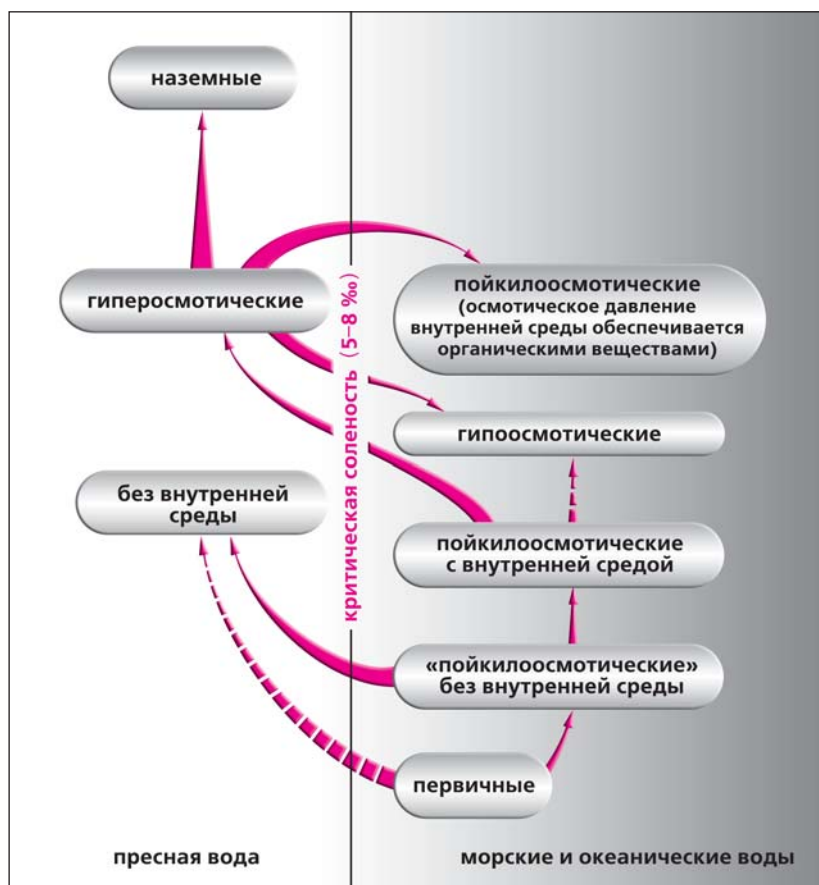 наземные
гиперосмотические
пойкилоосмотические
(осмотическое давление
внутренней среды обеспечивается
органическими веществами)
критическая соленость (5–8 ‰)
гипоосмотические
без внутренней
среды
пойкилоосмотические
с внутренней средой
«пойкилоосмотические»
без внутренней среды
первичные
пресная вода
морские и океанические воды